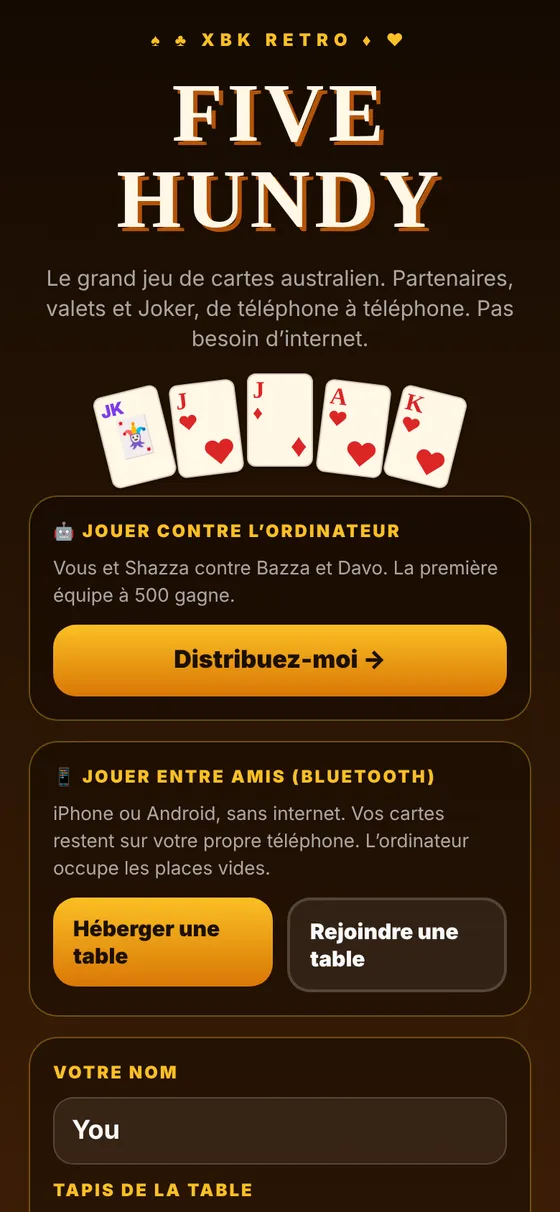 ♠ ♣ XBK RETRO ♦ ♥
FIVE
HUNDY
Le grand jeu de cartes australien. Partenaires,
valets et Joker, de téléphone à téléphone. Pas
besoin d’internet.
JK
J
J
A
K
🤖 JOUER CONTRE L’ORDINATEUR
Vous et Shazza contre Bazza et Davo. La première
équipe à 500 gagne.
Distribuez-moi →
📱 JOUER ENTRE AMIS (BLUETOOTH)
iPhone ou Android, sans internet. Vos cartes
restent sur votre propre téléphone. L’ordinateur
occupe les places vides.
Héberger une
table
Rejoindre une
table
VOTRE NOM
You
TAPIS DE LA TABLE